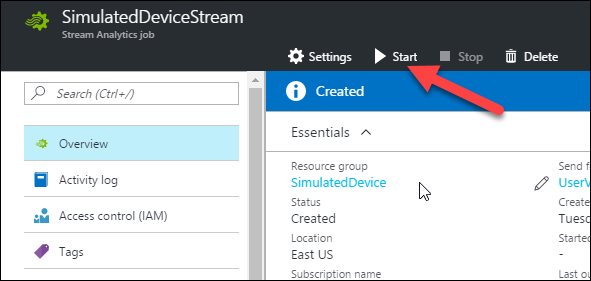 SimulatedDeviceStream
Stream Analytics job
Settings Start Stop Delete
Search (Ctrl+/)
Created
Overview
Activity log
Access control (IAM)
Tags
Essentials
Resource group
SimulatedDevice
Status
Created
Location
East US
Subscription name
Send f
UserV
Create
Tuesc
Started
-
Last ou